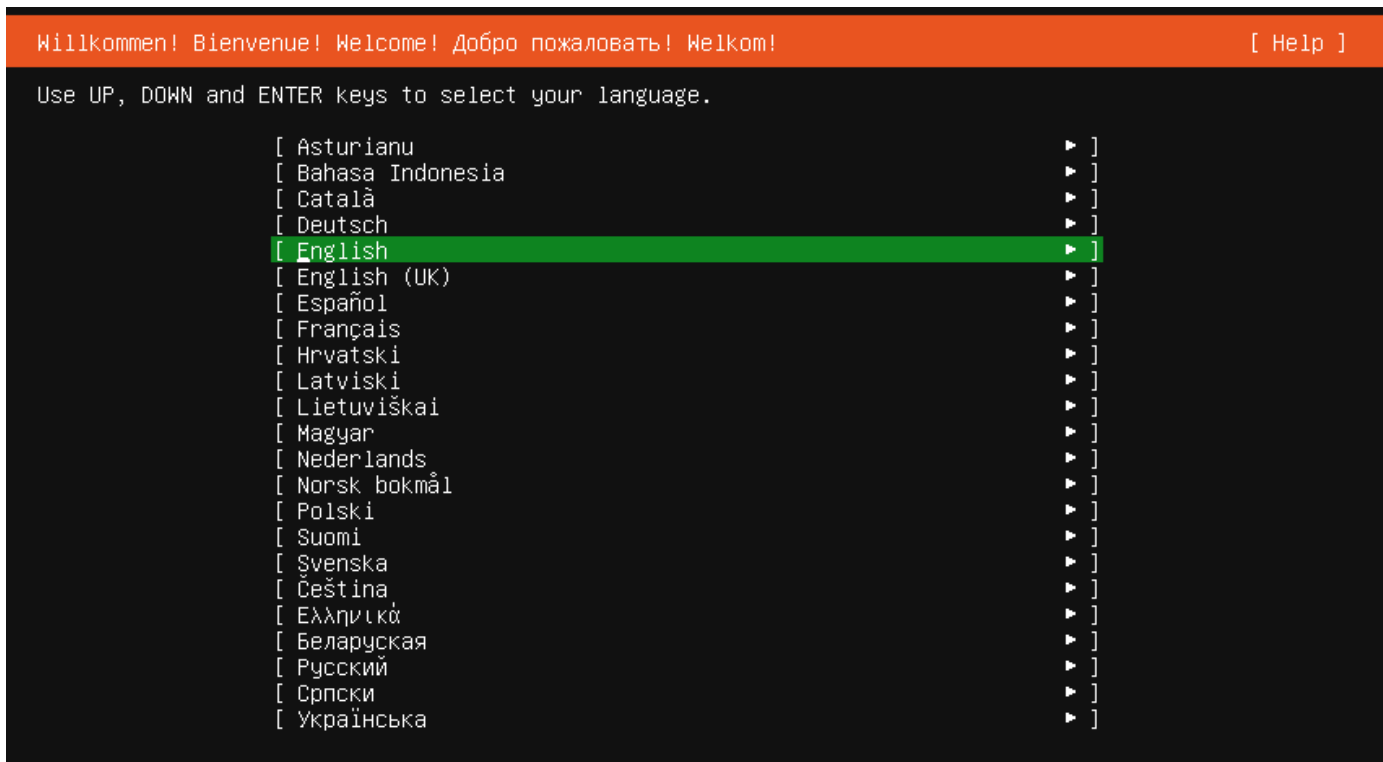 Willkommen! Bienvenue! Welcome! Добро пожаловать! Welkom! [ Help ]
Use UP, DOWN and ENTER keys to select your language.
[ Asturianu ► ]
[ Bahasa Indonesia ► ]
[ Català ► ]
[ Deutsch ► ]
[ English ► ]
[ English (UK) ► ]
[ Español ► ]
[ Français ► ]
[ Hrvatski ► ]
[ Latviski ► ]
[ Lietuviškai ► ]
[ Magyar ► ]
[ Nederlands ► ]
[ Norsk bokmål ► ]
[ Polski ► ]
[ Suomi ► ]
[ Svenska ► ]
[ Čeština ► ]
[ Ελληνικά ► ]
[ Беларуская ► ]
[ Русский ► ]
[ Српски ► ]
[ Українська ► ]